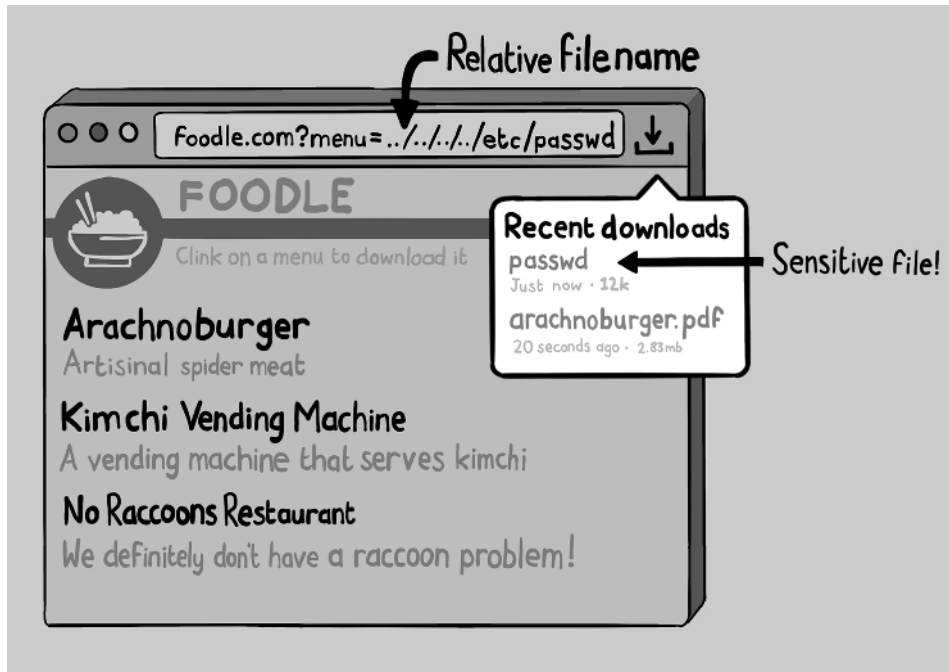 Relative filename
foodle.com?menu=../../../../etc/passwd
FOODLE
Clink on a menu to download it
Recent downloads
passwd
Just now · 12k
arachnoburger.pdf
20 seconds ago · 2.83mb
Sensitive file!
Arachnoburger
Artisinal spider meat
Kimchi Vending Machine
A vending machine that serves kimchi
No Raccoons Restaurant
We definitely don't have a raccoon problem!